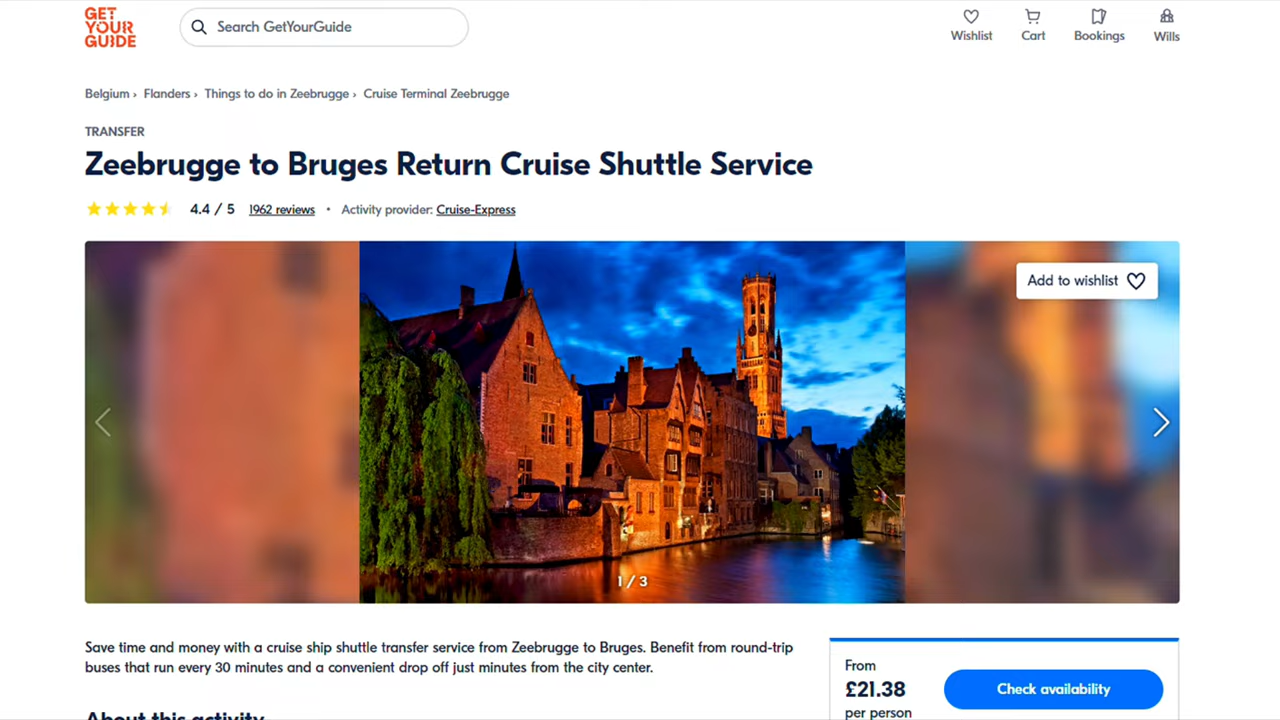 GET
YOUR
GUIDE
Search GetYourGuide
Wishlist
Cart
Bookings
Wills
Belgium › Flanders › Things to do in Zeebrugge › Cruise Terminal Zeebrugge
TRANSFER
Zeebrugge to Bruges Return Cruise Shuttle Service
4.4 / 5 1962 reviews • Activity provider: Cruise-Express
Add to wishlist
1 / 3
Save time and money with a cruise ship shuttle transfer service from Zeebrugge to Bruges. Benefit from round-trip
buses that run every 30 minutes and a convenient drop off just minutes from the city center.
From
£21.38
per person
Check availability
About this activity